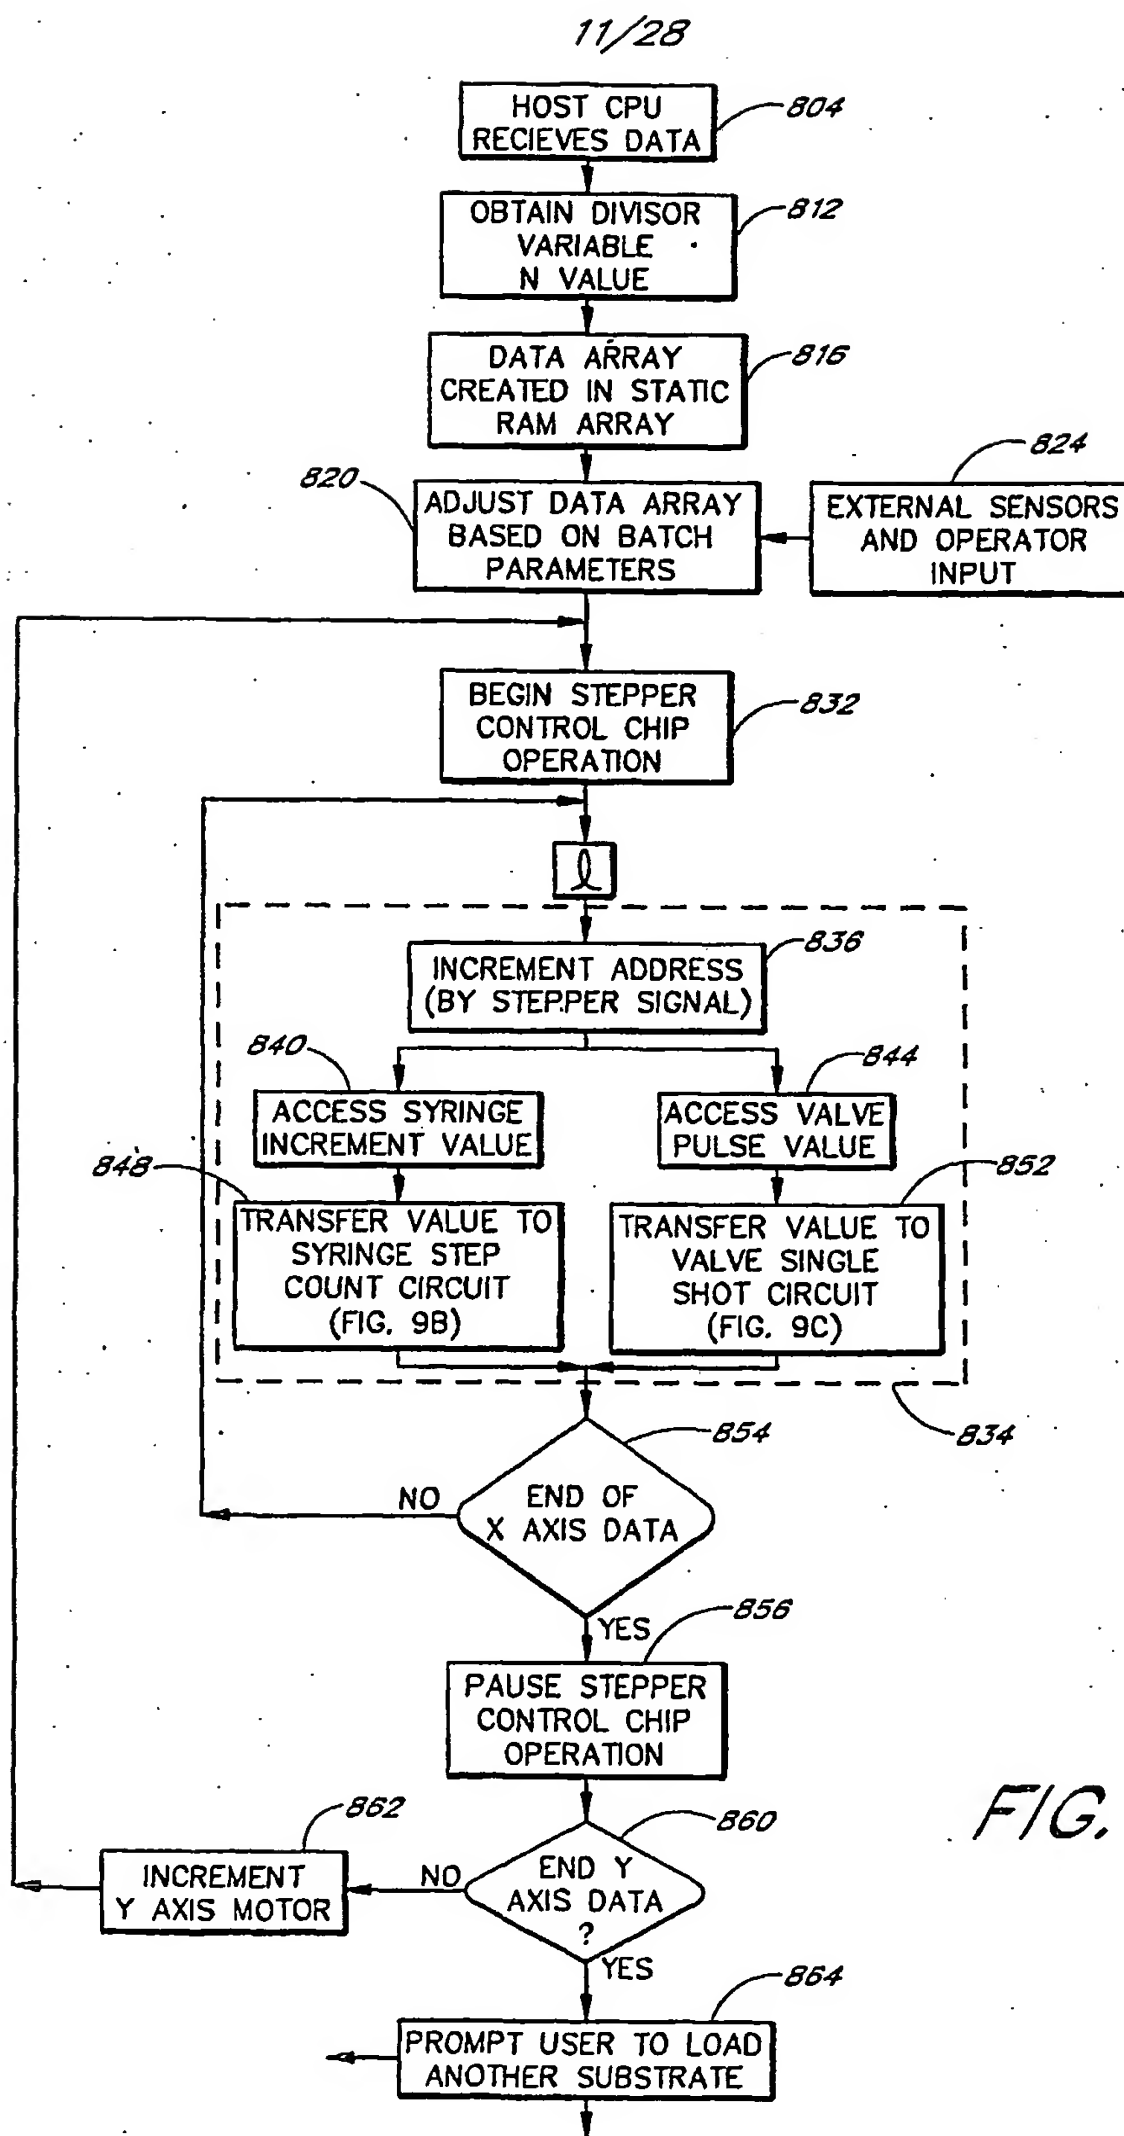 11/28
HOST CPU
RECIEVES DATA
804
OBTAIN DIVISOR
VARIABLE
N VALUE
812
DATA ARRAY
CREATED IN STATIC
RAM ARRAY
816
820
ADJUST DATA ARRAY
BASED ON BATCH
PARAMETERS
824
EXTERNAL SENSORS
AND OPERATOR
INPUT
BEGIN STEPPER
CONTROL CHIP
OPERATION
832
l
INCREMENT ADDRESS
(BY STEPPER SIGNAL)
836
840
ACCESS SYRINGE
INCREMENT VALUE
844
ACCESS VALVE
PULSE VALUE
848
TRANSFER VALUE TO
SYRINGE STEP
COUNT CIRCUIT
(FIG. 9B)
852
TRANSFER VALUE TO
VALVE SINGLE
SHOT CIRCUIT
(FIG. 9C)
834
854
END OF
X AXIS DATA
NO
YES
856
PAUSE STEPPER
CONTROL CHIP
OPERATION
FIG.
862
INCREMENT
Y AXIS MOTOR
NO
860
END Y
AXIS DATA
?
YES
864
PROMPT USER TO LOAD
ANOTHER SUBSTRATE